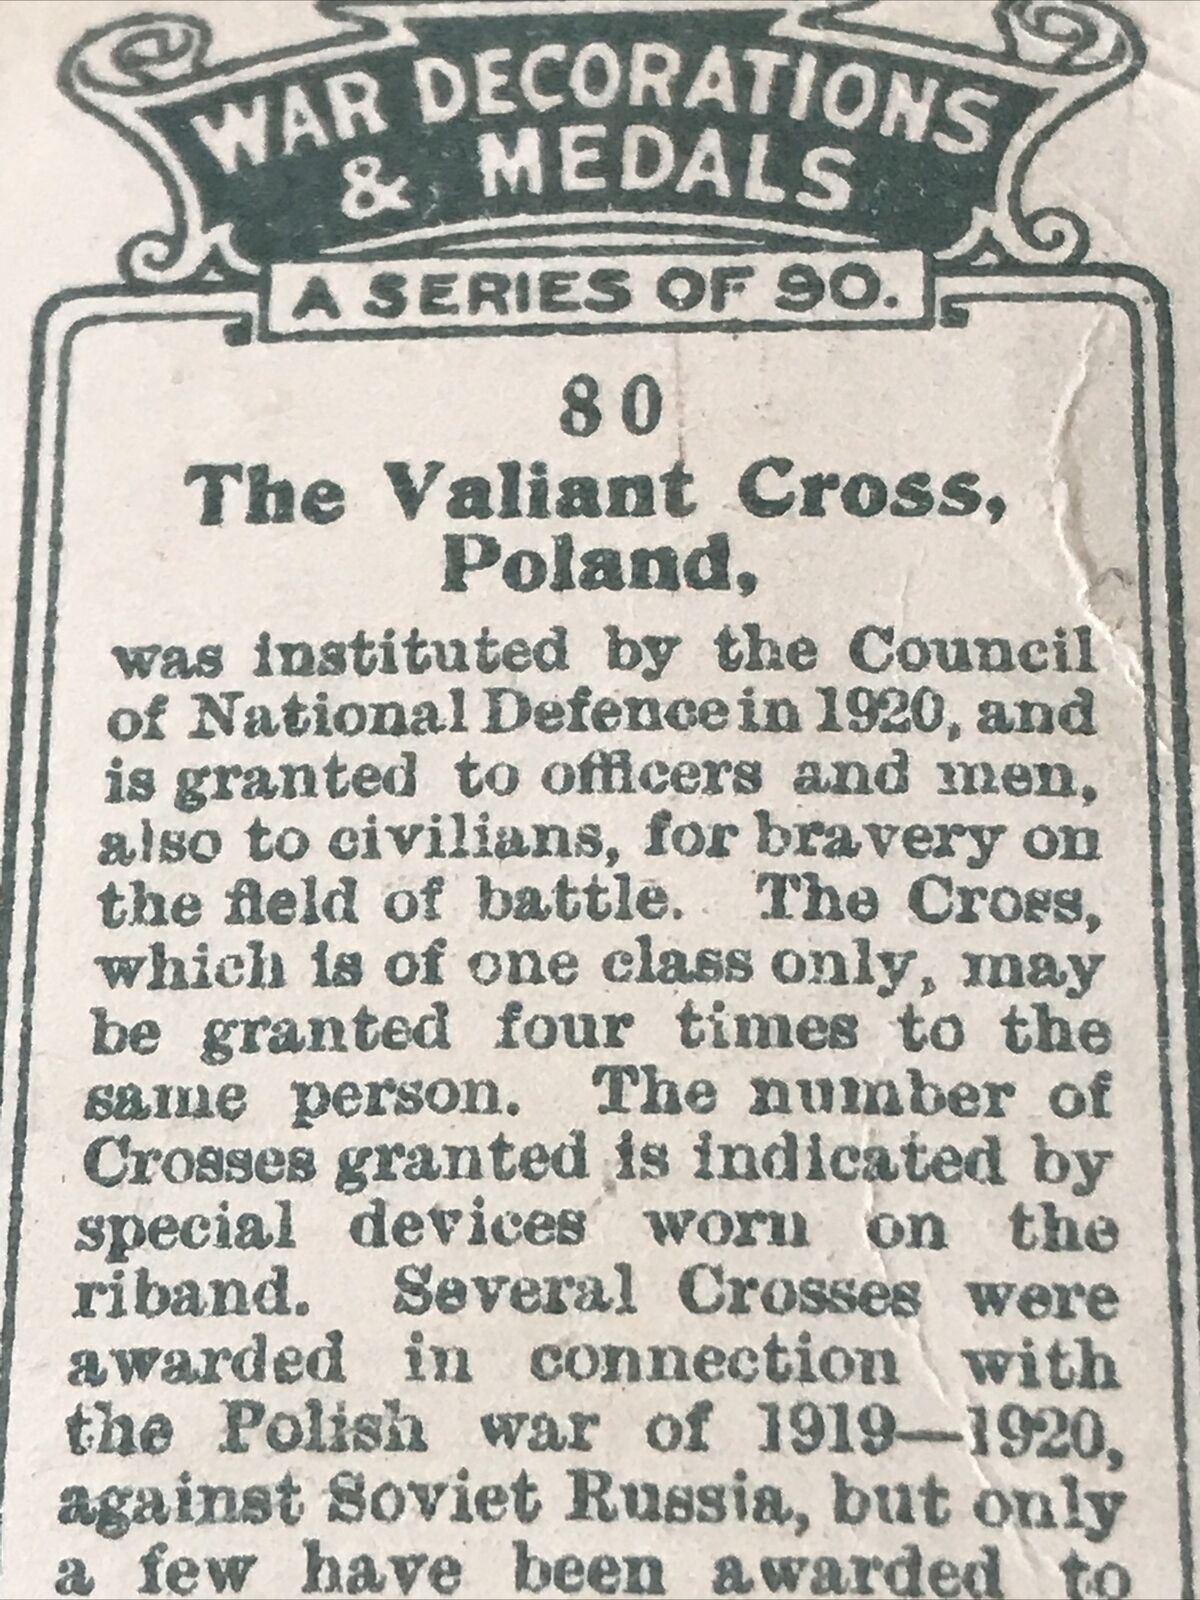 WAR DECORATIONS
& MEDALS
A SERIES OF 90.
80
The Valiant Cross,
Poland,
was instituted by the Council
of National Defence in 1920, and
is granted to officers and men,
also to civilians, for bravery on
the field of battle. The Cross,
which is of one class only, may
be granted four times to the
same person. The number of
Crosses granted is indicated by
special devices worn on the
riband. Several Crosses were
awarded in connection with
the Polish war of 1919—1920,
against Soviet Russia, but only
a few have been awarded to